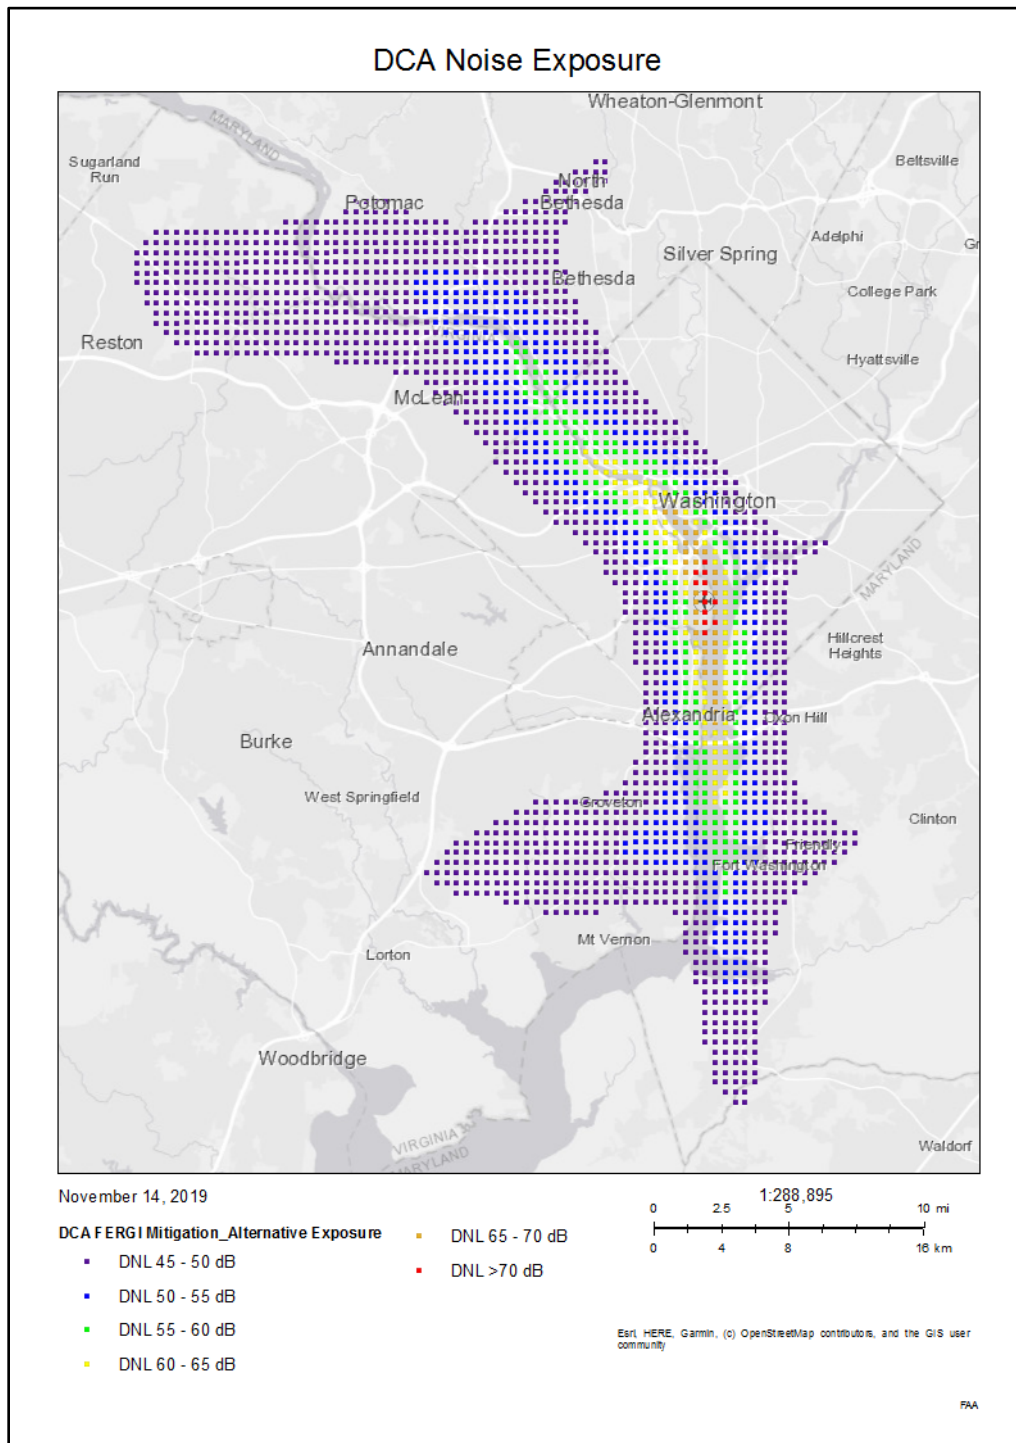 DCA Noise Exposure
Wheaton-Glenmont
MARYLAND
Sugarland
Run
Beltsville
North
Bethesda
Potomac
Adelphi
Gr
Silver Spring
Bethesda
College Park
VIRGINIA
Reston
Hyattsville
McLean
Washington
MARYLAND
Hillcrest
Heights
Annandale
Alexandria
Oxon Hill
Burke
West Springfield
Groveton
Clinton
Friendly
Fort Washington
Mt Vernon
Lorton
Woodbridge
VIRGINIA
MARYLAND
Waldorf
November 14, 2019
1:288,895
0 2.5 5 10 mi
0 4 8 16 km
DCA FERGI Mitigation_Alternative Exposure
DNL 45 - 50 dB
DNL 50 - 55 dB
DNL 55 - 60 dB
DNL 60 - 65 dB
DNL 65 - 70 dB
DNL >70 dB
Esri, HERE, Garmin, (c) OpenStreetMap contributors, and the GIS user
community
FAA